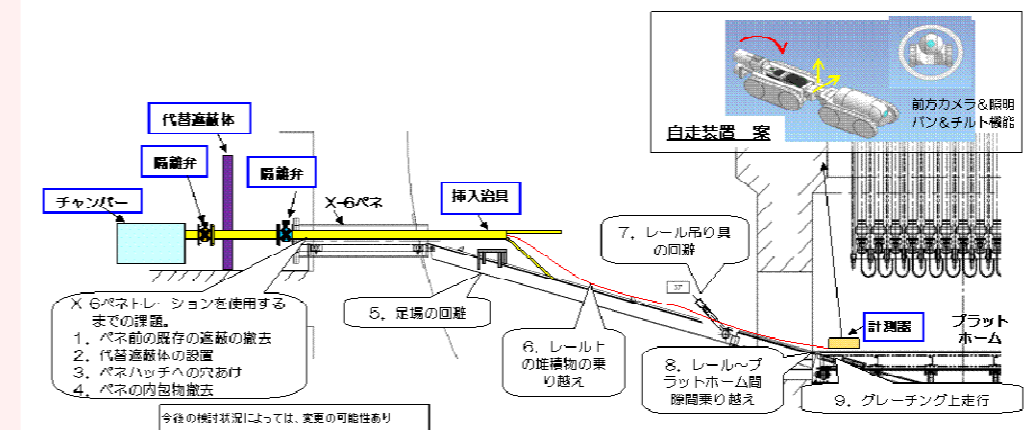 前方カメラ&照明
パン&チルト機能
自走装置 案
代替遮蔽体
隔離弁
隔離弁
チャンバー
X-6ペネ
挿入治具
7．レール吊り具
の回避
37°
X-6ペネトレーションを使用する
までの課題。
1．ペネ前の既存の遮蔽の撤去
2．代替遮蔽体の設置
3．ペネハッチへの穴あけ
4．ペネの内包物撤去
5．足場の回避
6．レール上
の堆積物の乗
り越え
8．レール～プ
ラットホーム間
隙間乗り越え
計測器
プラット
ホーム
9．グレーチング上走行
今後の検討状況によっては、変更の可能性あり